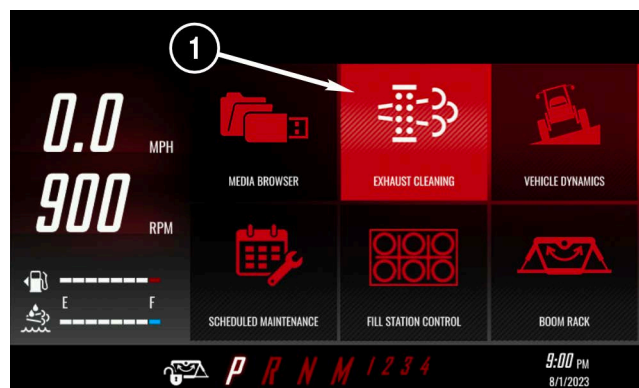 1
0.0 MPH
900 RPM
E F
MEDIA BROWSER
EXHAUST CLEANING
VEHICLE DYNAMICS
SCHEDULED MAINTENANCE
FILL STATION CONTROL
BOOM RACK
P R N M 1 2 3 4
9:00 PM
8/1/2023